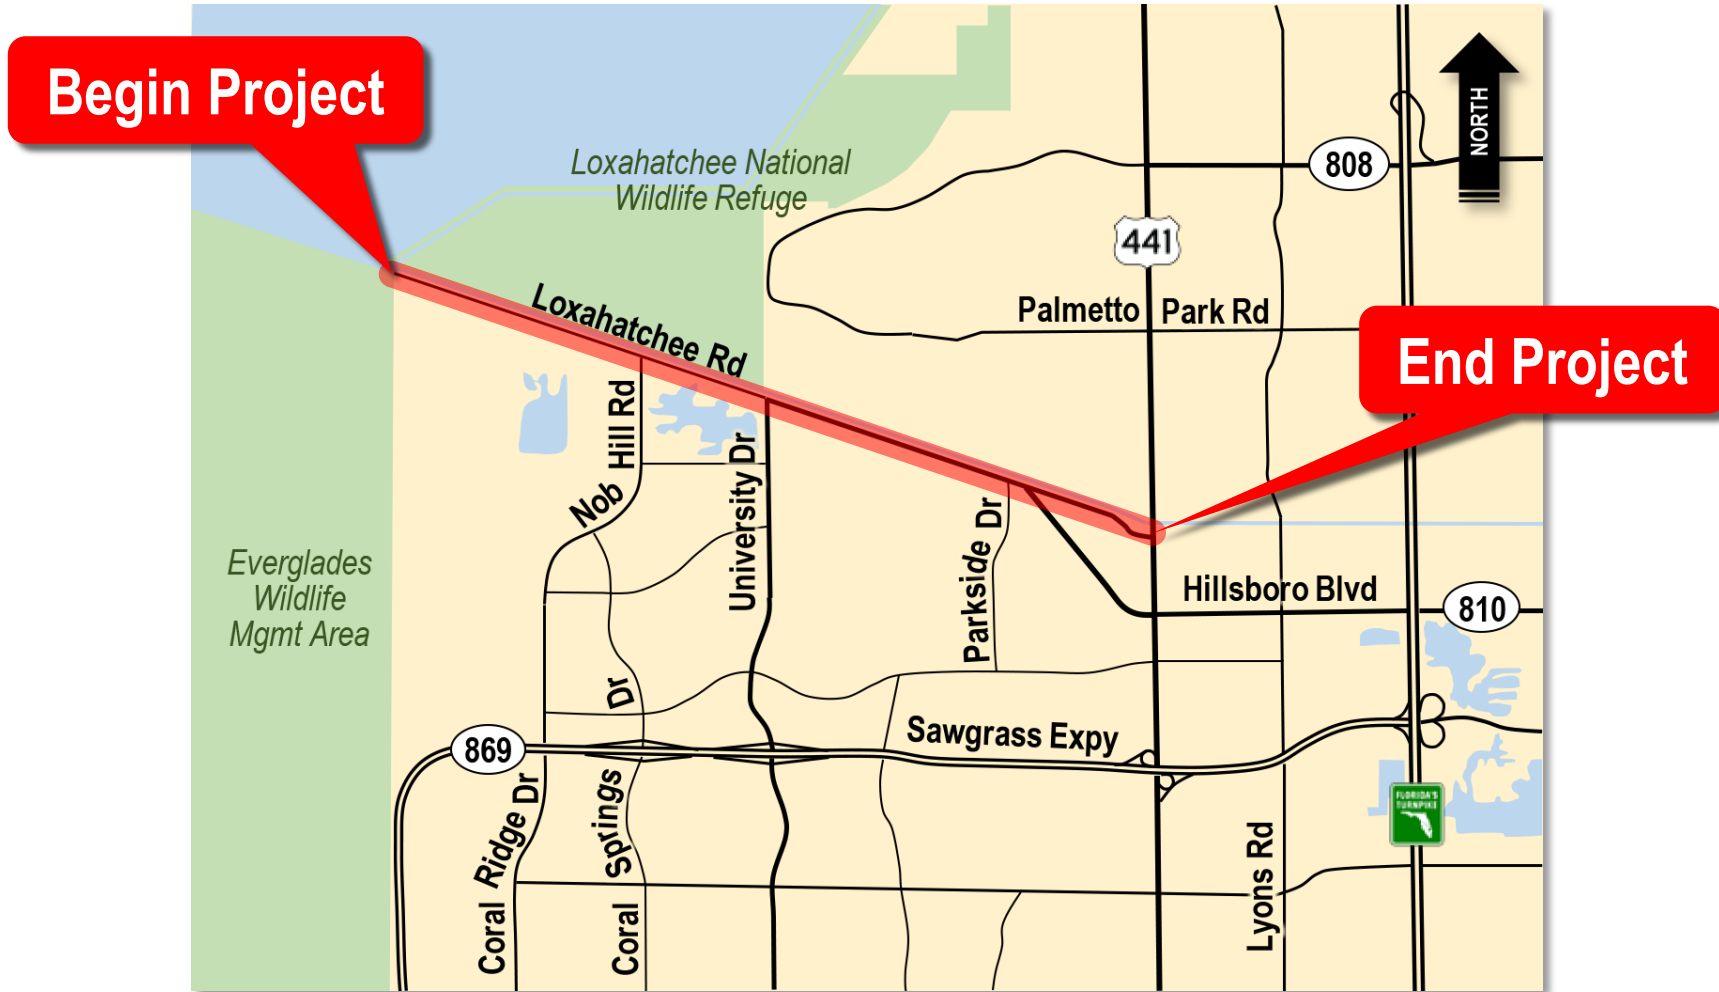 Begin Project
Loxahatchee National
Wildlife Refuge
NORTH
808
441
Palmetto Park Rd
End Project
Loxahatchee Rd
Nob Hill Rd
University Dr
Parkside Dr
Everglades
Wildlife
Mgmt Area
Hillsboro Blvd
810
Sawgrass Expy
869
Coral Ridge Dr
Coral Springs Dr
Lyons Rd
FLORIDA'S
TURNPIKE